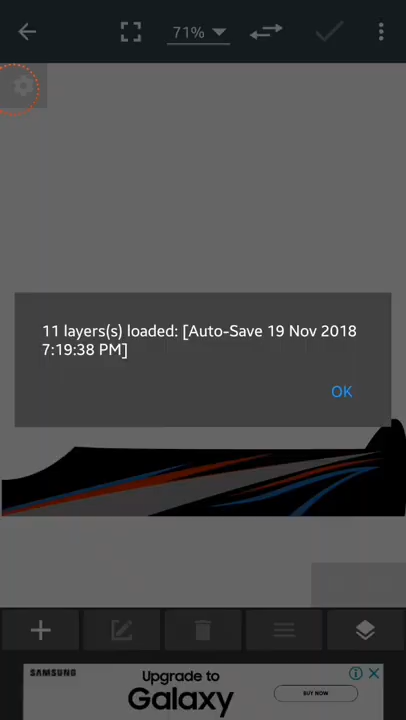 71%
11 layers(s) loaded: [Auto-Save 19 Nov 2018
7:19:38 PM]
OK
SAMSUNG
Upgrade to
Galaxy
BUY NOW